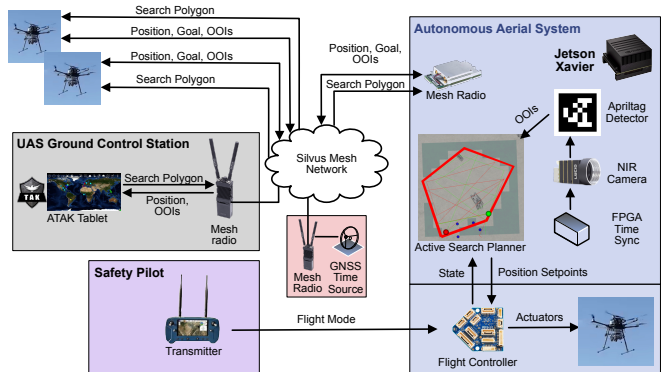 Search Polygon
Position, Goal, OOIs
Position, Goal, OOIs
Search Polygon
Position, Goal,
OOIs
Search Polygon
Autonomous Aerial System
Jetson
Xavier
Mesh Radio
OOIs
Apriltag
Detector
NIR
Camera
FPGA
Time
Sync
Active Search Planner
State
Position Setpoints
Flight Controller
Actuators
UAS Ground Control Station
TAK
ATAK Tablet
Search Polygon
Position,
OOIs
Mesh
radio
Silvus Mesh
Network
Mesh
Radio
GNSS
Time
Source
Safety Pilot
Transmitter
Flight Mode